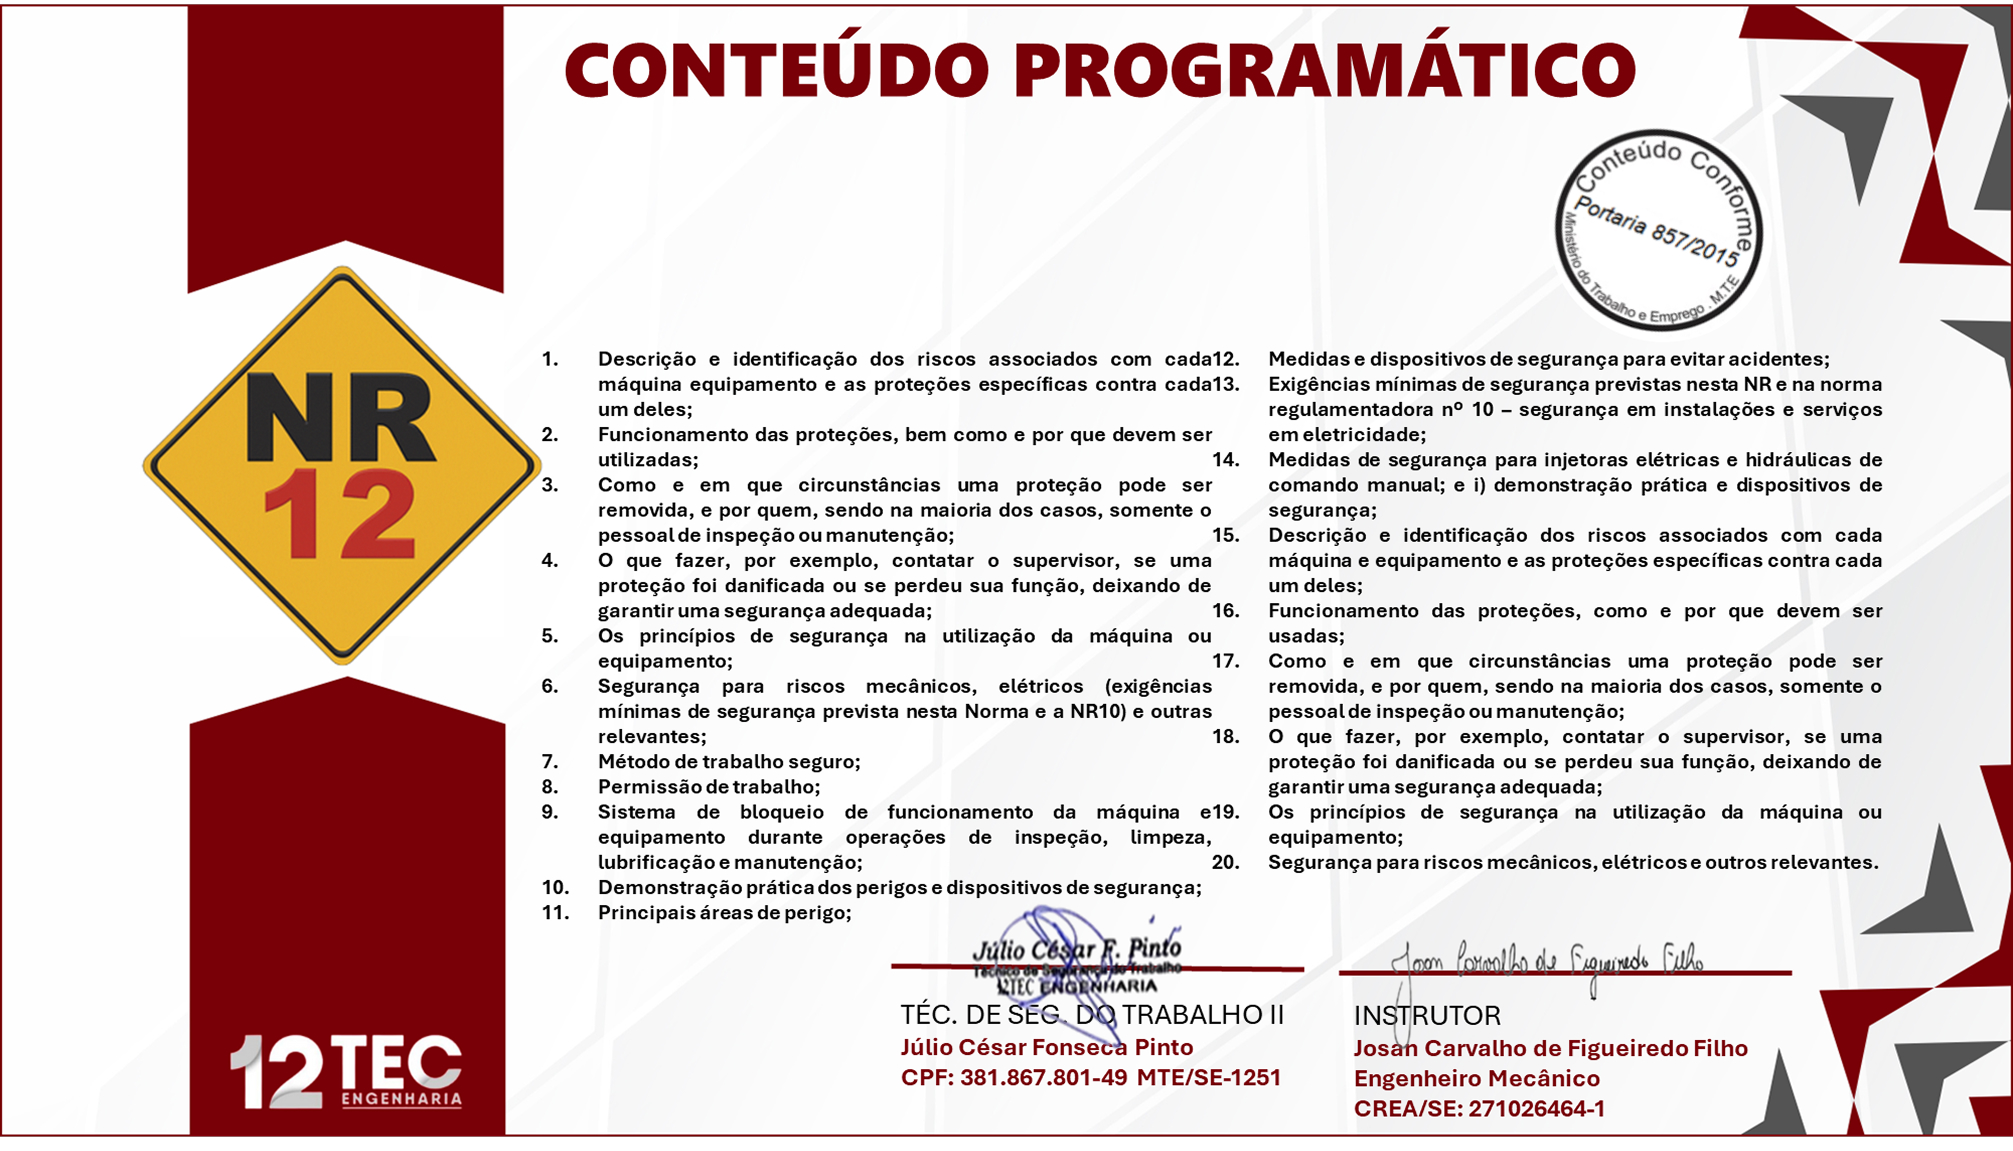 CONTEÚDO PROGRAMÁTICO
Conteúdo Conforme
Portaria 857/2015
Ministério do Trabalho e Emprego . M.T.E
NR
12
1. Descrição e identificação dos riscos associados com cada
máquina equipamento e as proteções específicas contra cada
um deles;
2. Funcionamento das proteções, bem como e por que devem ser
utilizadas;
3. Como e em que circunstâncias uma proteção pode ser
removida, e por quem, sendo na maioria dos casos, somente o
pessoal de inspeção ou manutenção;
4. O que fazer, por exemplo, contatar o supervisor, se uma
proteção foi danificada ou se perdeu sua função, deixando de
garantir uma segurança adequada;
5. Os princípios de segurança na utilização da máquina ou
equipamento;
6. Segurança para riscos mecânicos, elétricos (exigências
mínimas de segurança prevista nesta Norma e a NR10) e outras
relevantes;
7. Método de trabalho seguro;
8. Permissão de trabalho;
9. Sistema de bloqueio de funcionamento da máquina e
equipamento durante operações de inspeção, limpeza,
lubrificação e manutenção;
10. Demonstração prática dos perigos e dispositivos de segurança;
11. Principais áreas de perigo;
12. Medidas e dispositivos de segurança para evitar acidentes;
13. Exigências mínimas de segurança previstas nesta NR e na norma
regulamentadora nº 10 – segurança em instalações e serviços
em eletricidade;
14. Medidas de segurança para injetoras elétricas e hidráulicas de
comando manual; e i) demonstração prática e dispositivos de
segurança;
15. Descrição e identificação dos riscos associados com cada
máquina e equipamento e as proteções específicas contra cada
um deles;
16. Funcionamento das proteções, como e por que devem ser
usadas;
17. Como e em que circunstâncias uma proteção pode ser
removida, e por quem, sendo na maioria dos casos, somente o
pessoal de inspeção ou manutenção;
18. O que fazer, por exemplo, contatar o supervisor, se uma
proteção foi danificada ou se perdeu sua função, deixando de
garantir uma segurança adequada;
19. Os princípios de segurança na utilização da máquina ou
equipamento;
20. Segurança para riscos mecânicos, elétricos e outros relevantes.
Júlio César F. Pinto
Técnico de Segurança do Trabalho
12TEC ENGENHARIA
TÉC. DE SEG. DO TRABALHO II
Júlio César Fonseca Pinto
CPF: 381.867.801-49 MTE/SE-1251
Josan Carvalho de Figueiredo Filho
INSTRUTOR
Josan Carvalho de Figueiredo Filho
Engenheiro Mecânico
CREA/SE: 271026464-1
12TEC
ENGENHARIA